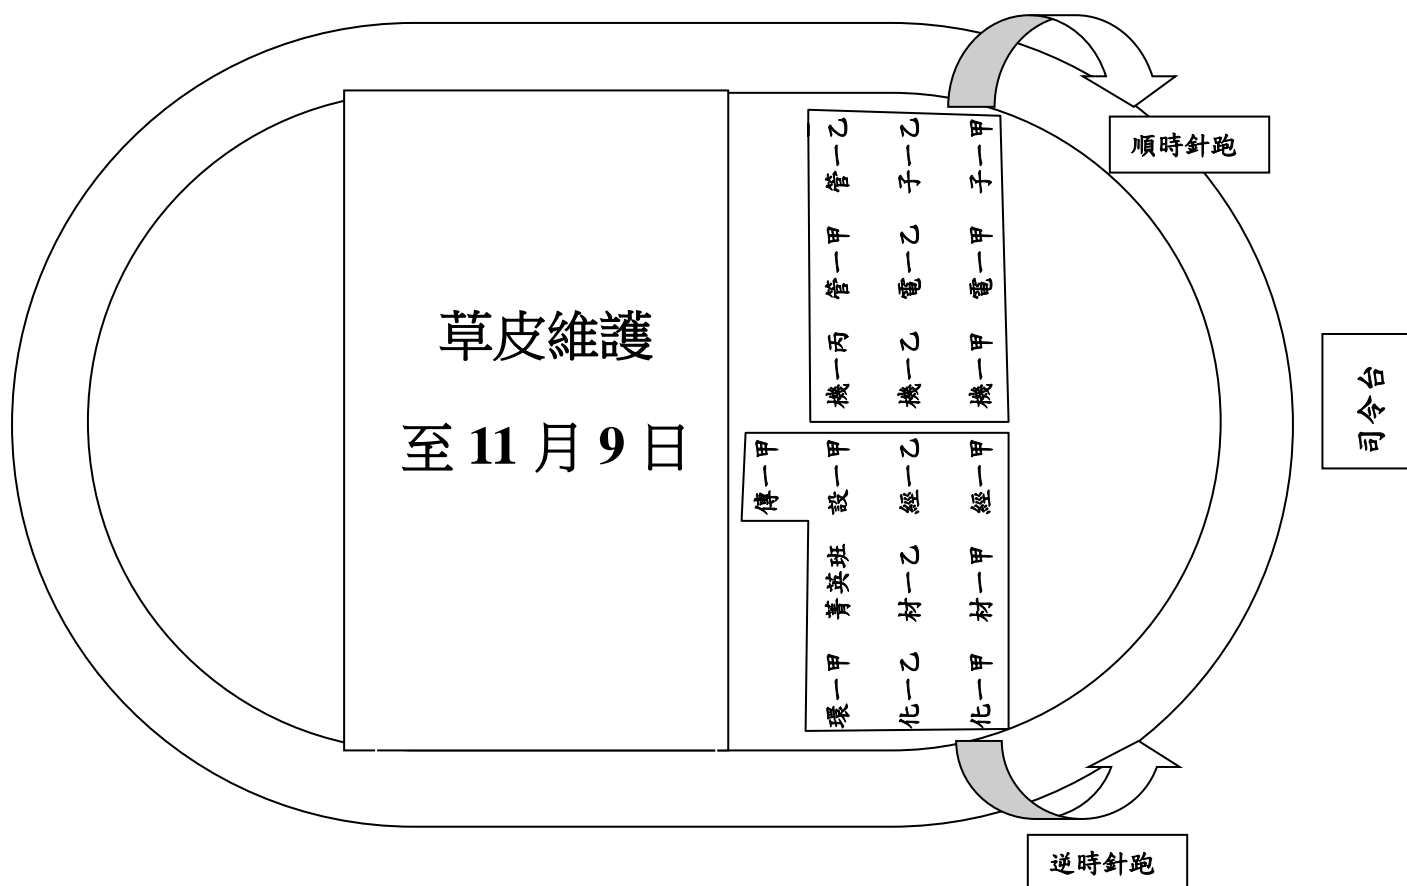 順時針跑
管一乙
子一乙
子一甲
管一甲
電一乙
電一甲
機一丙
機一乙
機一甲
草皮維護
至 11 月 9 日
司令台
傳一甲
設一甲
經一乙
經一甲
菁英班
材一乙
材一甲
環一甲
化一乙
化一甲
逆時針跑